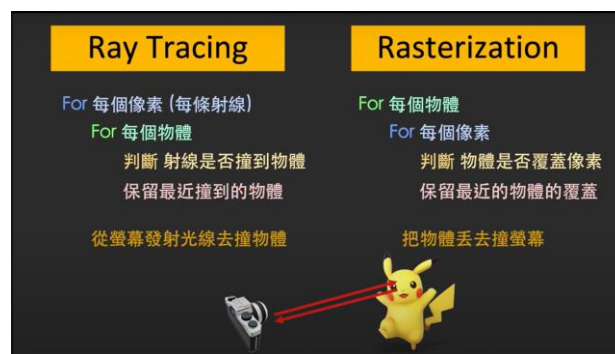 Ray Tracing
For 每個像素 (每條射線)
For 每個物體
判斷 射線是否撞到物體
保留最近撞到的物體
從螢幕發射光線去撞物體
Rasterization
For 每個物體
For 每個像素
判斷 物體是否覆蓋像素
保留最近的物體的覆蓋
把物體丟去撞螢幕